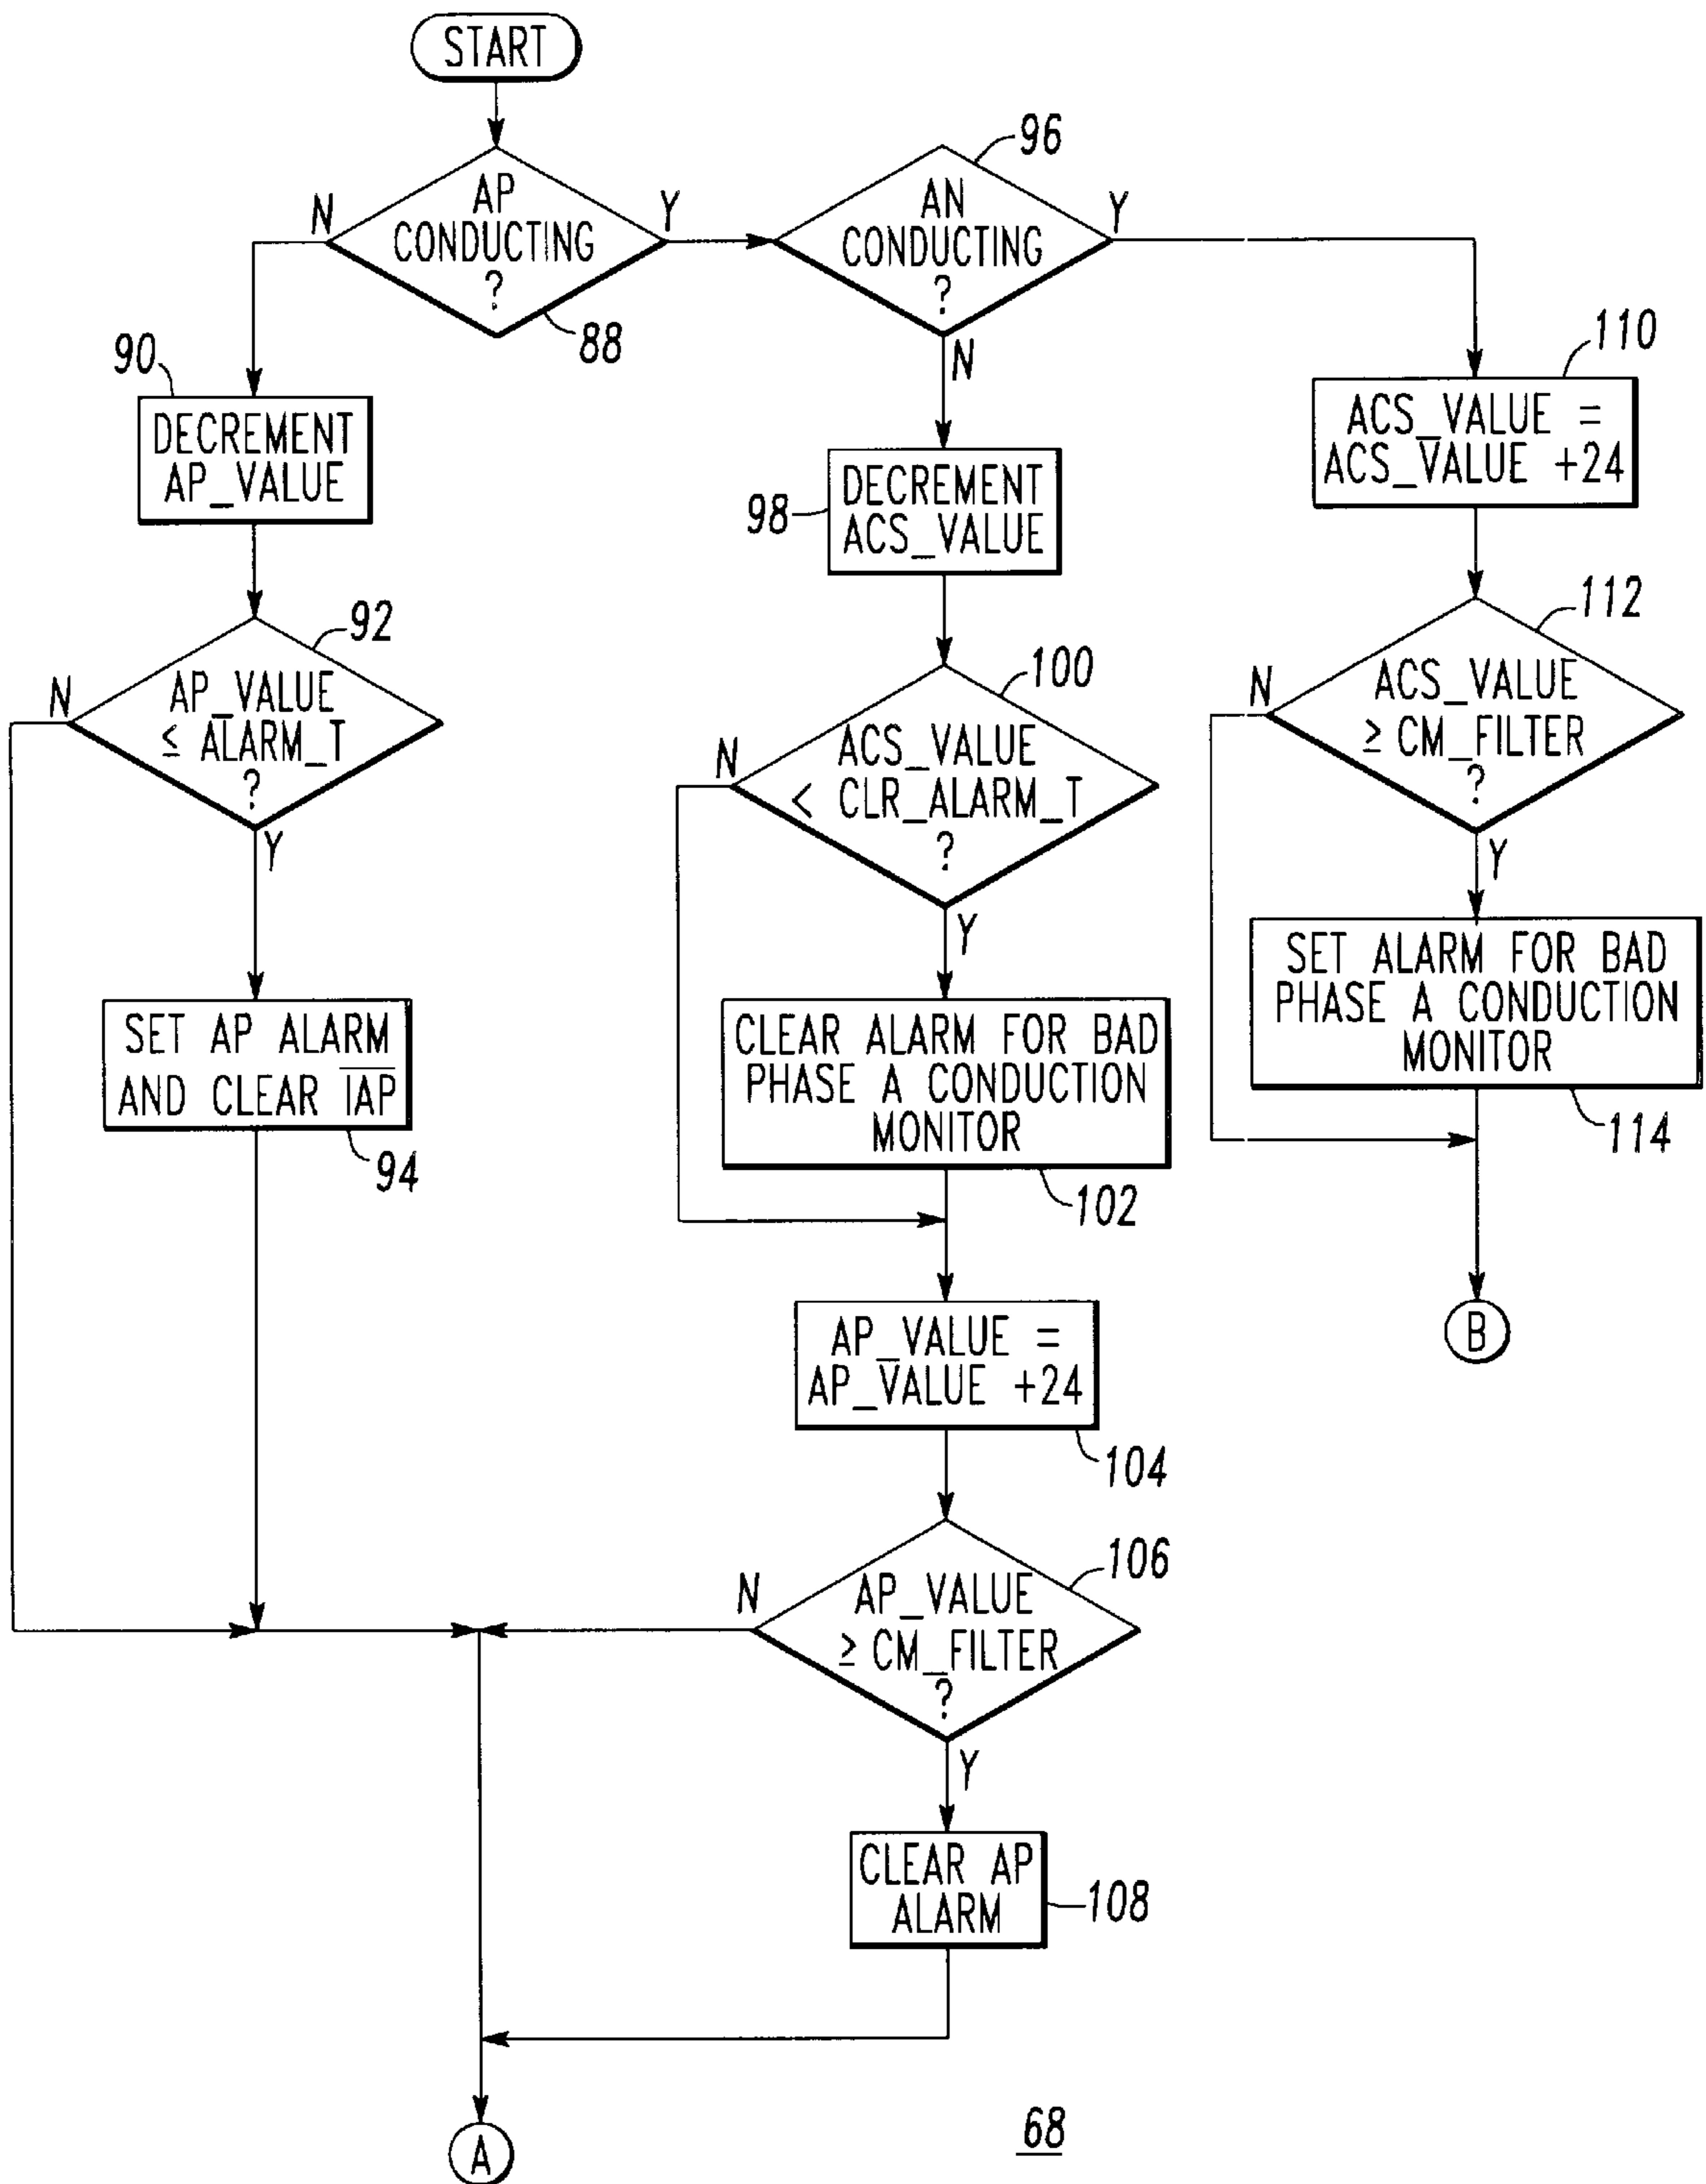 START
AP
CONDUCTING
?
N
Y
88
AN
CONDUCTING
?
96
Y
N
90
DECREMENT
AP_VALUE
92
AP_VALUE
≤ ALARM_T
?
N
Y
SET AP ALARM
AND CLEAR I̅A̅P̅
94
98
DECREMENT
ACS_VALUE
100
ACS_VALUE
< CLR_ALARM_T
?
N
Y
CLEAR ALARM FOR BAD
PHASE A CONDUCTION
MONITOR
102
AP_VALUE =
AP_VALUE +24
104
106
AP_VALUE
≥ CM_FILTER
?
N
Y
CLEAR AP
ALARM
108
110
ACS_VALUE =
ACS_VALUE +24
112
ACS_VALUE
≥ CM_FILTER
?
N
Y
SET ALARM FOR BAD
PHASE A CONDUCTION
MONITOR
114
B
A
68